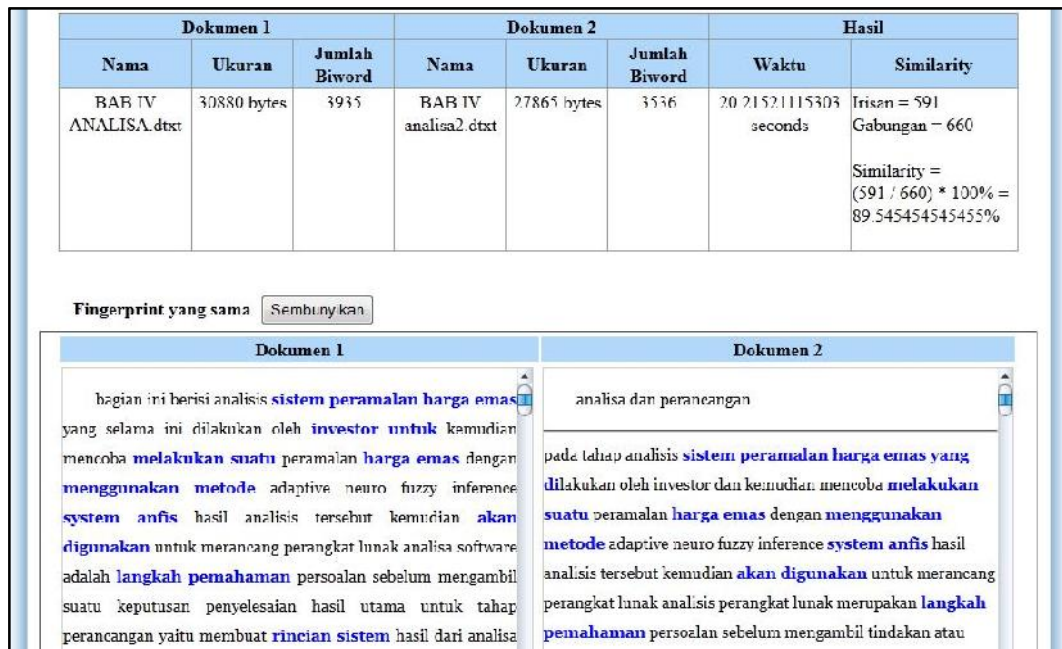 Dokumen 1 Dokumen 2 Hasil
Nama Ukuran Jumlah Biword Nama Ukuran Jumlah Biword Waktu Similarity
BAB IV ANALISA.dtxt 30880 bytes 3935 BAB IV analisa2.dtxt 27865 bytes 3536 20.21521115303 seconds Irisan = 591
Gabungan = 660
Similarity =
(591 / 660) * 100% =
89.545454545455%
Fingerprint yang sama Sembunyikan
Dokumen 1
bagian ini berisi analisis sistem peramalan harga emas
yang selama ini dilakukan oleh investor untuk kemudian
mencoba melakukan suatu peramalan harga emas dengan
menggunakan metode adaptive neuro fuzzy inference
system anfis hasil analisis tersebut kemudian akan
digunakan untuk merancang perangkat lunak analisa software
adalah langkah pemahaman persoalan sebelum mengambil
suatu keputusan penyelesaian hasil utama untuk tahap
perancangan yaitu membuat rincian sistem hasil dari analisa
Dokumen 2
analisa dan perancangan
pada tahap analisis sistem peramalan harga emas yang
dilakukan oleh investor dan kemudian mencoba melakukan
suatu peramalan harga emas dengan menggunakan
metode adaptive neuro fuzzy inference system anfis hasil
analisis tersebut kemudian akan digunakan untuk merancang
perangkat lunak analisis perangkat lunak merupakan langkah
pemahaman persoalan sebelum mengambil tindakan atau